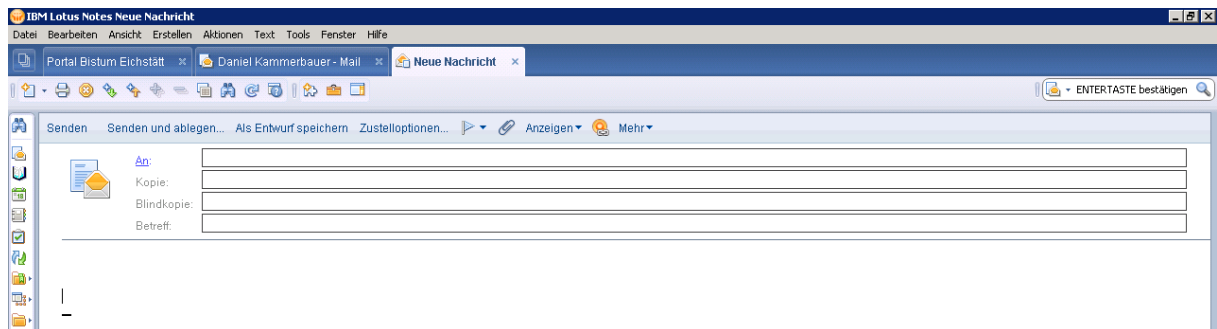 IBM Lotus Notes Neue Nachricht
Datei Bearbeiten Ansicht Erstellen Aktionen Text Tools Fenster Hilfe
Portal Bistum Eichstätt Daniel Kammerbauer - Mail Neue Nachricht
ENTERTASTE bestätigen
Senden Senden und ablegen... Als Entwurf speichern Zustelloptionen... Anzeigen Mehr
An:
Kopie:
Blindkopie:
Betreff: